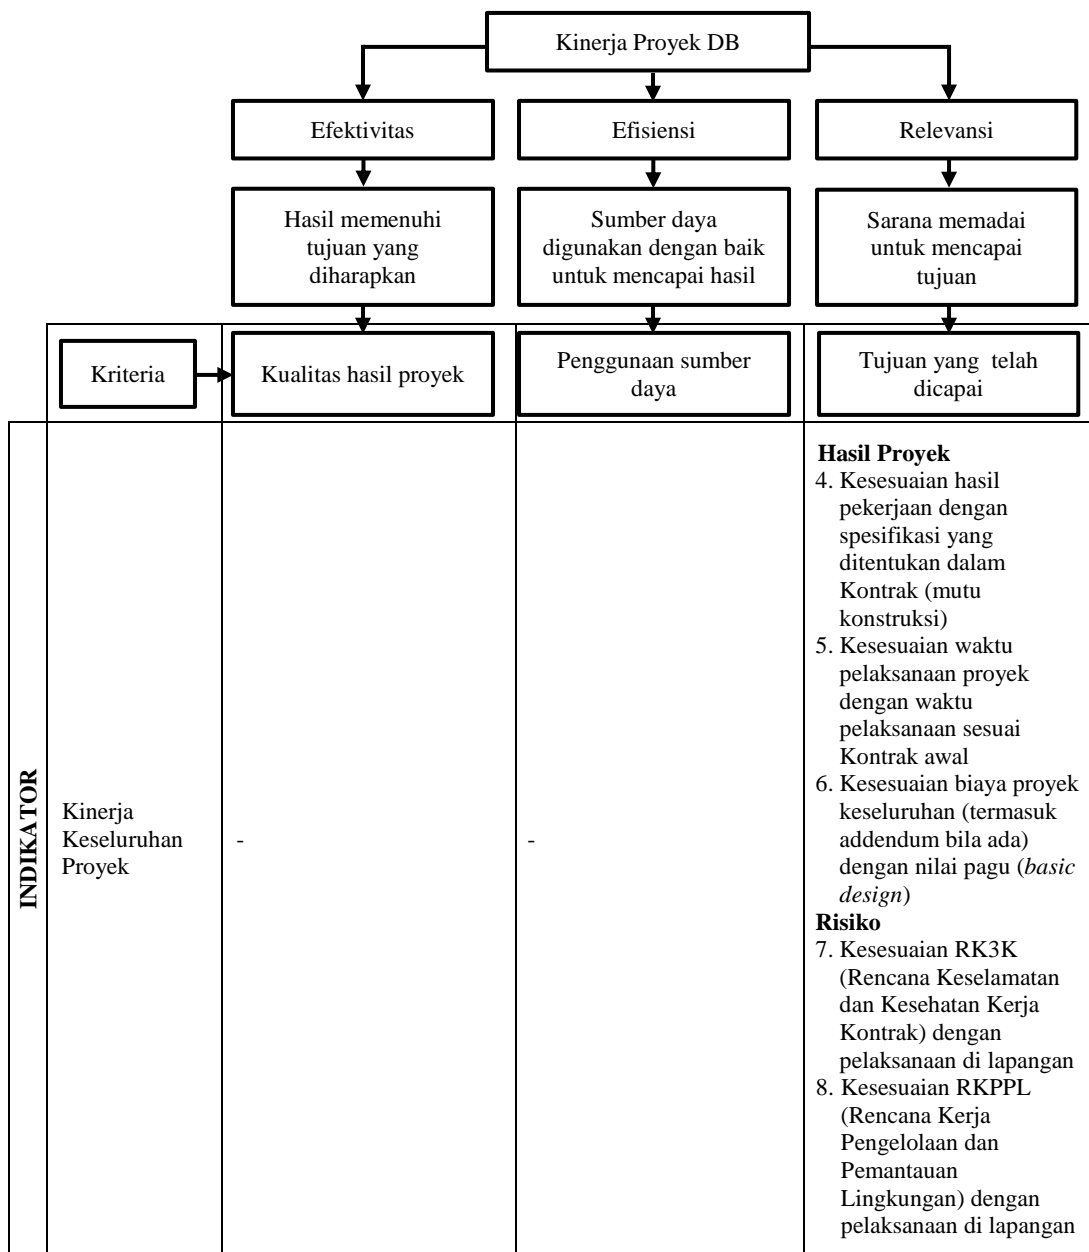 Kinerja Proyek DB
Efektivitas
Efisiensi
Relevansi
Hasil memenuhi
tujuan yang
diharapkan
Sumber daya
digunakan dengan baik
untuk mencapai hasil
Sarana memadai
untuk mencapai
tujuan
Kriteria
Kualitas hasil proyek
Penggunaan sumber
daya
Tujuan yang telah
dicapai
INDIKATOR
Kinerja
Keseluruhan
Proyek
-
-
Hasil Proyek
4. Kesesuaian hasil
pekerjaan dengan
spesifikasi yang
ditentukan dalam
Kontrak (mutu
konstruksi)
5. Kesesuaian waktu
pelaksanaan proyek
dengan waktu
pelaksanaan sesuai
Kontrak awal
6. Kesesuaian biaya proyek
keseluruhan (termasuk
addendum bila ada)
dengan nilai pagu (basic
design)
Risiko
7. Kesesuaian RK3K
(Rencana Keselamatan
dan Kesehatan Kerja
Kontrak) dengan
pelaksanaan di lapangan
8. Kesesuaian RKPPL
(Rencana Kerja
Pengelolaan dan
Pemantauan
Lingkungan) dengan
pelaksanaan di lapangan